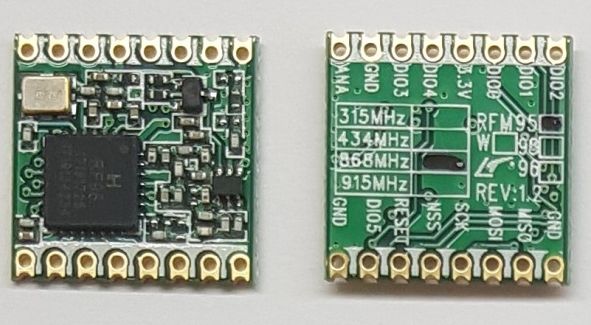 RF96
ANA
GND
DIO3
DIO4
3.3V
DIO0
DIO1
DIO2
315MHz
434MHz
868MHz
915MHz
RFM95
W
98
96
REV:1.
GND
DIO5
RESET
NSS
SCK
MOSI
MISO
GND